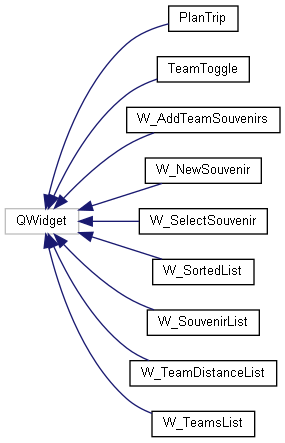 PlanTrip
TeamToggle
W_AddTeamSouvenirs
W_NewSouvenir
QWidget
W_SelectSouvenir
W_SortedList
W_SouvenirList
W_TeamDistanceList
W_TeamsList